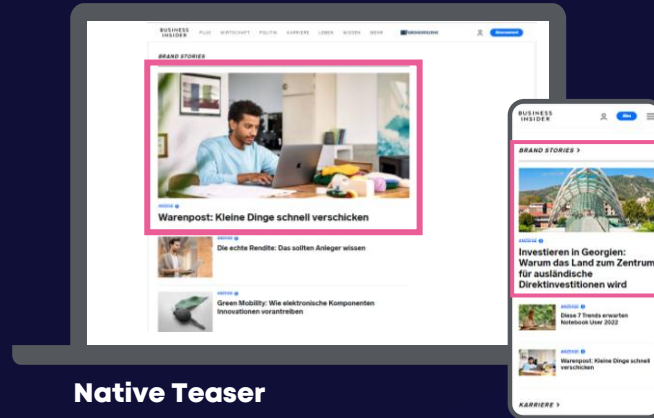 BUSINESS
INSIDER
PLUS WIRTSCHAFT POLITIK KARRIERE LEBEN WISSEN MEHR
BRAND STORIES
ANZEIGE
Warenpost: Kleine Dinge schnell verschicken
ANZEIGE
Die echte Rendite: Das sollten Anleger wissen
ANZEIGE
Green Mobility: Wie elektronische Komponenten
Innovationen vorantreiben
Native Teaser
BUSINESS
INSIDER
Abo
BRAND STORIES >
ANZEIGE
Investieren in Georgien:
Warum das Land zum Zentrum
für ausländische
Direktinvestitionen wird
ANZEIGE
Diese 7 Trends erwarten
Notebook User 2022
ANZEIGE
Warenpost: Kleine Dinge schnell
verschicken
KARRIERE >